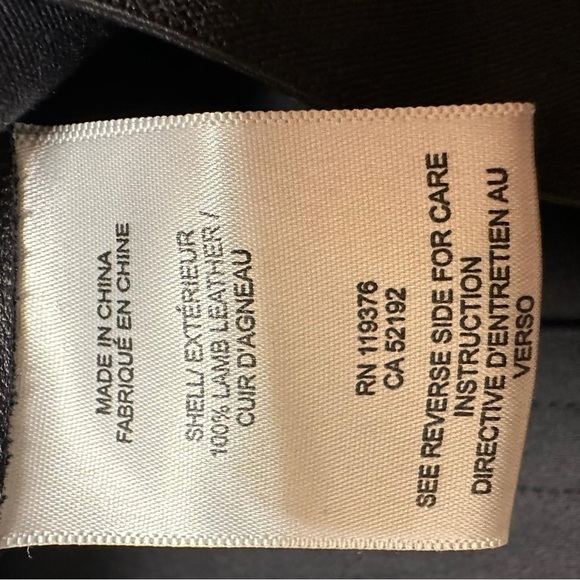 MADE IN CHINA
FABRIQUÉ EN CHINE
SHELL/ EXTÉRIEUR
100% LAMB LEATHER /
CUIR D'AGNEAU
RN 119376
CA 52192
SEE REVERSE SIDE FOR CARE
INSTRUCTION
DIRECTIVE D'ENTRETIEN AU
VERSO